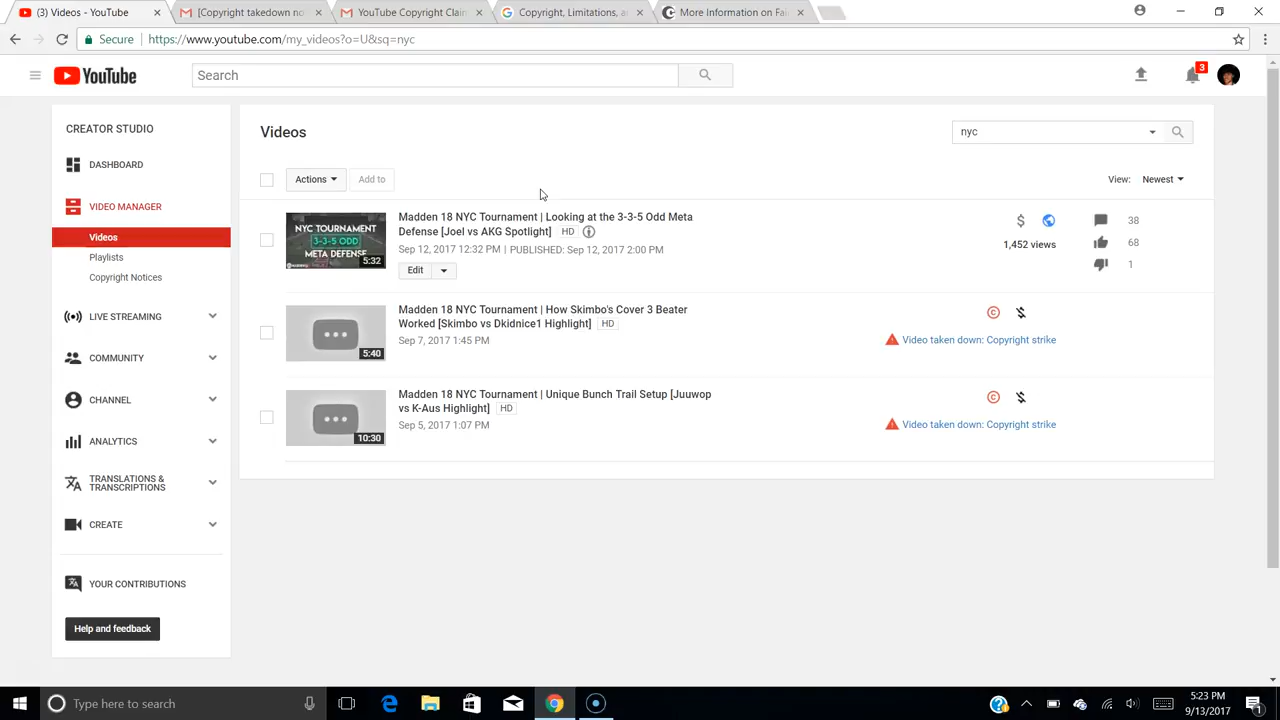 (3) Videos - YouTube
[Copyright takedown no
YouTube Copyright Clai
Copyright, Limitations, a
More Information on Fai
Secure
https://www.youtube.com/my_videos?o=U&sq=nyc
YouTube
Search
3
CREATOR STUDIO
DASHBOARD
VIDEO MANAGER
Videos
Playlists
Copyright Notices
LIVE STREAMING
COMMUNITY
CHANNEL
ANALYTICS
TRANSLATIONS &
TRANSCRIPTIONS
CREATE
YOUR CONTRIBUTIONS
Help and feedback
Videos
nyc
Actions
Add to
View: Newest
NYC TOURNAMENT
3-3-5 ODD
META DEFENSE
5:32
Madden 18 NYC Tournament | Looking at the 3-3-5 Odd Meta
Defense [Joel vs AKG Spotlight] HD
Sep 12, 2017 12:32 PM | PUBLISHED: Sep 12, 2017 2:00 PM
Edit
$
1,452 views
38
68
1
5:40
Madden 18 NYC Tournament | How Skimbo's Cover 3 Beater
Worked [Skimbo vs Dkidnice1 Highlight] HD
Sep 7, 2017 1:45 PM
Video taken down: Copyright strike
10:30
Madden 18 NYC Tournament | Unique Bunch Trail Setup [Juuwop
vs K-Aus Highlight] HD
Sep 5, 2017 1:07 PM
Video taken down: Copyright strike
Type here to search
5:23 PM
9/13/2017
1